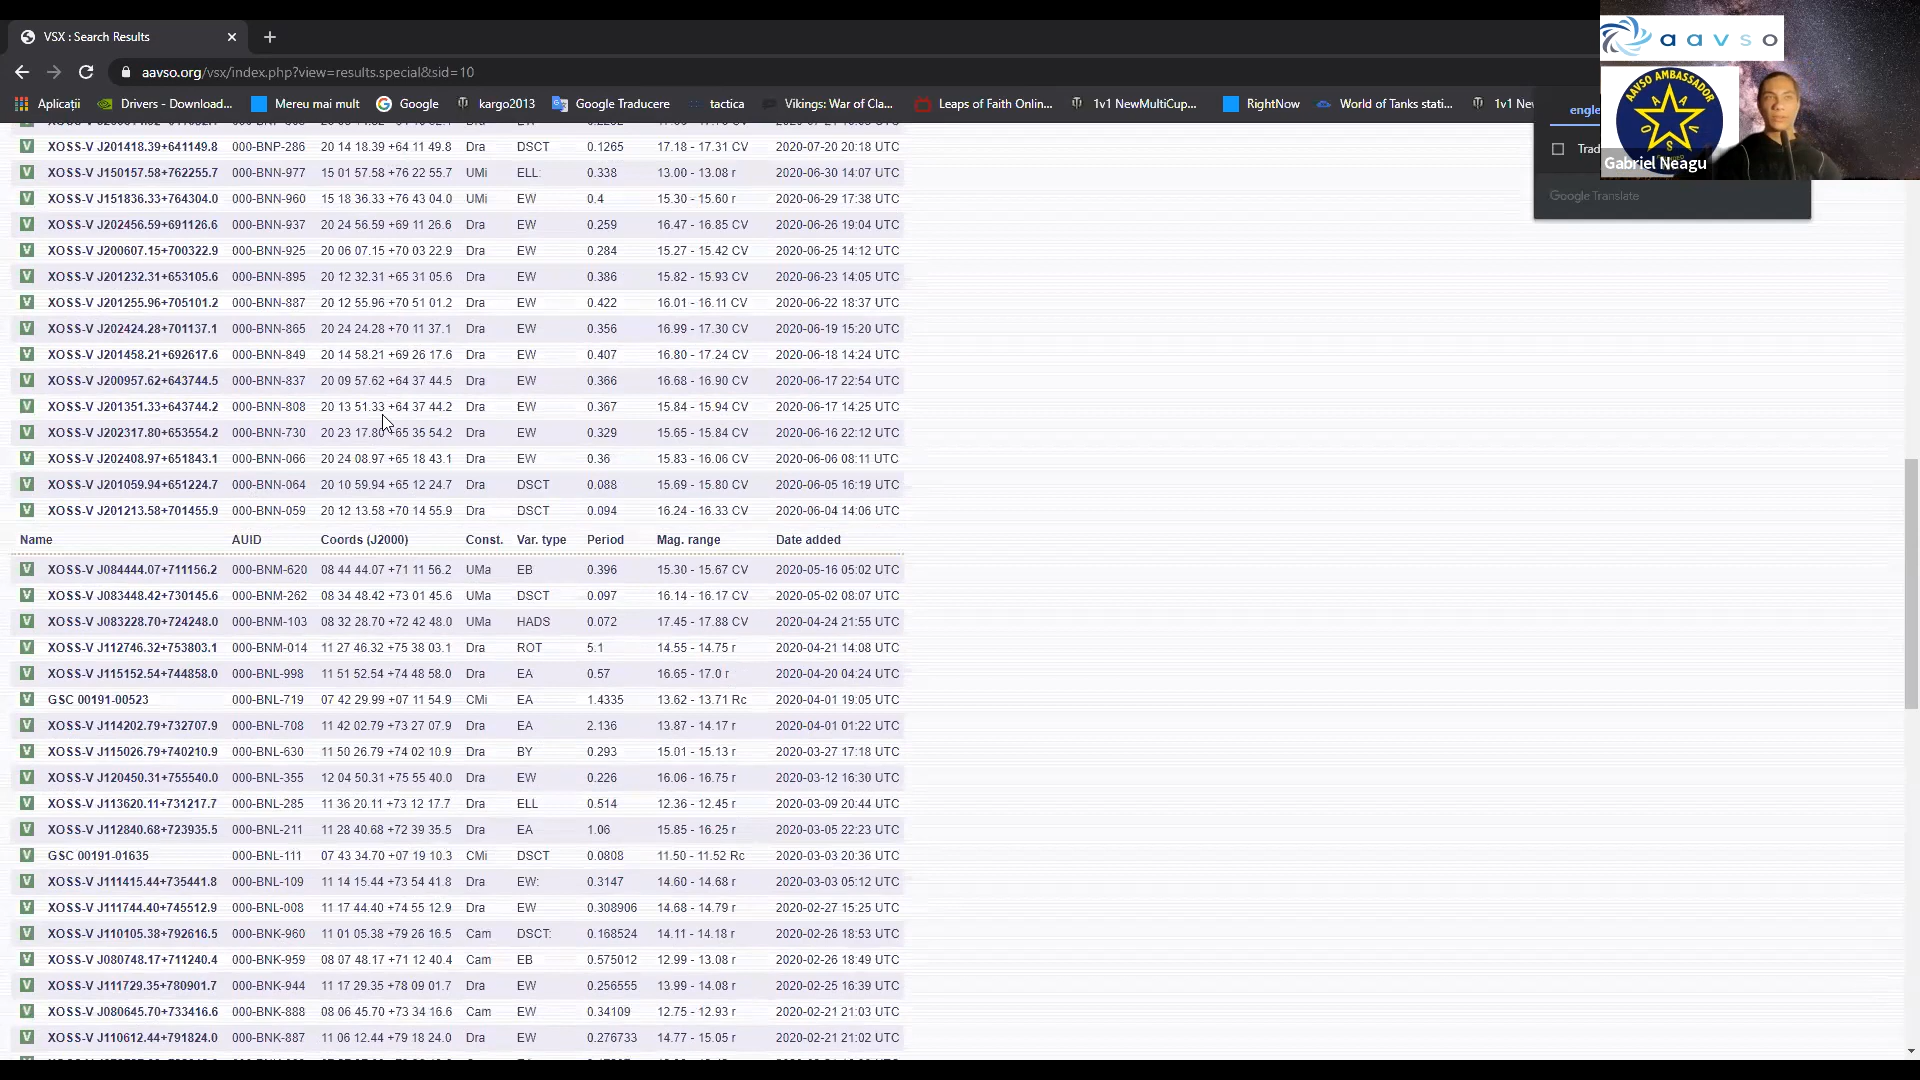 VSX : Search Results
aavso.org/vsx/index.php?view=results.special&sid=10
Aplicații Drivers - Download... Mereu mai mult Google kargo2013 Google Traducere tactica Vikings: War of Cla... Leaps of Faith Onlin... 1v1 NewMultiCup... RightNow World of Tanks stati... 1v1 New
aavso
AAVSO AMBASSADOR
A A
V
O
S
Gabriel Neagu
engle
Trad
Google Translate
V XOSS-V J201418.39+641149.8 000-BNP-286 20 14 18.39 +64 11 49.8 Dra DSCT 0.1265 17.18 - 17.31 CV 2020-07-20 20:18 UTC
V XOSS-V J150157.58+762255.7 000-BNN-977 15 01 57.58 +76 22 55.7 UMi ELL: 0.338 13.00 - 13.08 r 2020-06-30 14:07 UTC
V XOSS-V J151836.33+764304.0 000-BNN-960 15 18 36.33 +76 43 04.0 UMi EW 0.4 15.30 - 15.60 r 2020-06-29 17:38 UTC
V XOSS-V J202456.59+691126.6 000-BNN-937 20 24 56.59 +69 11 26.6 Dra EW 0.259 16.47 - 16.85 CV 2020-06-26 19:04 UTC
V XOSS-V J200607.15+700322.9 000-BNN-925 20 06 07.15 +70 03 22.9 Dra EW 0.284 15.27 - 15.42 CV 2020-06-25 14:12 UTC
V XOSS-V J201232.31+653105.6 000-BNN-895 20 12 32.31 +65 31 05.6 Dra EW 0.386 15.82 - 15.93 CV 2020-06-23 14:05 UTC
V XOSS-V J201255.96+705101.2 000-BNN-887 20 12 55.96 +70 51 01.2 Dra EW 0.422 16.01 - 16.11 CV 2020-06-22 18:37 UTC
V XOSS-V J202424.28+701137.1 000-BNN-865 20 24 24.28 +70 11 37.1 Dra EW 0.356 16.99 - 17.30 CV 2020-06-19 15:20 UTC
V XOSS-V J201458.21+692617.6 000-BNN-849 20 14 58.21 +69 26 17.6 Dra EW 0.407 16.80 - 17.24 CV 2020-06-18 14:24 UTC
V XOSS-V J200957.62+643744.5 000-BNN-837 20 09 57.62 +64 37 44.5 Dra EW 0.366 16.68 - 16.90 CV 2020-06-17 22:54 UTC
V XOSS-V J201351.33+643744.2 000-BNN-808 20 13 51.33 +64 37 44.2 Dra EW 0.367 15.84 - 15.94 CV 2020-06-17 14:25 UTC
V XOSS-V J202317.80+653554.2 000-BNN-730 20 23 17.80 +65 35 54.2 Dra EW 0.329 15.65 - 15.84 CV 2020-06-16 22:12 UTC
V XOSS-V J202408.97+651843.1 000-BNN-066 20 24 08.97 +65 18 43.1 Dra EW 0.36 15.83 - 16.06 CV 2020-06-06 08:11 UTC
V XOSS-V J201059.94+651224.7 000-BNN-064 20 10 59.94 +65 12 24.7 Dra DSCT 0.088 15.69 - 15.80 CV 2020-06-05 16:19 UTC
V XOSS-V J201213.58+701455.9 000-BNN-059 20 12 13.58 +70 14 55.9 Dra DSCT 0.094 16.24 - 16.33 CV 2020-06-04 14:06 UTC
Name AUID Coords (J2000) Const. Var. type Period Mag. range Date added
V XOSS-V J084444.07+711156.2 000-BNM-620 08 44 44.07 +71 11 56.2 UMa EB 0.396 15.30 - 15.67 CV 2020-05-16 05:02 UTC
V XOSS-V J083448.42+730145.6 000-BNM-262 08 34 48.42 +73 01 45.6 UMa DSCT 0.097 16.14 - 16.17 CV 2020-05-02 08:07 UTC
V XOSS-V J083228.70+724248.0 000-BNM-103 08 32 28.70 +72 42 48.0 UMa HADS 0.072 17.45 - 17.88 CV 2020-04-24 21:55 UTC
V XOSS-V J112746.32+753803.1 000-BNM-014 11 27 46.32 +75 38 03.1 Dra ROT 5.1 14.55 - 14.75 r 2020-04-21 14:08 UTC
V XOSS-V J115152.54+744858.0 000-BNL-998 11 51 52.54 +74 48 58.0 Dra EA 0.57 16.65 - 17.0 r 2020-04-20 04:24 UTC
V GSC 00191-00523 000-BNL-719 07 42 29.99 +07 11 54.9 CMi EA 1.4335 13.62 - 13.71 Rc 2020-04-01 19:05 UTC
V XOSS-V J114202.79+732707.9 000-BNL-708 11 42 02.79 +73 27 07.9 Dra EA 2.136 13.87 - 14.17 r 2020-04-01 01:22 UTC
V XOSS-V J115026.79+740210.9 000-BNL-630 11 50 26.79 +74 02 10.9 Dra BY 0.293 15.01 - 15.13 r 2020-03-27 17:18 UTC
V XOSS-V J120450.31+755540.0 000-BNL-355 12 04 50.31 +75 55 40.0 Dra EW 0.226 16.06 - 16.75 r 2020-03-12 16:30 UTC
V XOSS-V J113620.11+731217.7 000-BNL-285 11 36 20.11 +73 12 17.7 Dra ELL 0.514 12.36 - 12.45 r 2020-03-09 20:44 UTC
V XOSS-V J112840.68+723935.5 000-BNL-211 11 28 40.68 +72 39 35.5 Dra EA 1.06 15.85 - 16.25 r 2020-03-05 22:23 UTC
V GSC 00191-01635 000-BNL-111 07 43 34.70 +07 19 10.3 CMi DSCT 0.0808 11.50 - 11.52 Rc 2020-03-03 20:36 UTC
V XOSS-V J111415.44+735441.8 000-BNL-109 11 14 15.44 +73 54 41.8 Dra EW: 0.3147 14.60 - 14.68 r 2020-03-03 05:12 UTC
V XOSS-V J111744.40+745512.9 000-BNL-008 11 17 44.40 +74 55 12.9 Dra EW 0.308906 14.68 - 14.79 r 2020-02-27 15:25 UTC
V XOSS-V J110105.38+792616.5 000-BNK-960 11 01 05.38 +79 26 16.5 Cam DSCT: 0.168524 14.11 - 14.18 r 2020-02-26 18:53 UTC
V XOSS-V J080748.17+711240.4 000-BNK-959 08 07 48.17 +71 12 40.4 Cam EB 0.575012 12.99 - 13.08 r 2020-02-26 18:49 UTC
V XOSS-V J111729.35+780901.7 000-BNK-944 11 17 29.35 +78 09 01.7 Dra EW 0.256555 13.99 - 14.08 r 2020-02-25 16:39 UTC
V XOSS-V J080645.70+733416.6 000-BNK-888 08 06 45.70 +73 34 16.6 Cam EW 0.34109 12.75 - 12.93 r 2020-02-21 21:03 UTC
V XOSS-V J110612.44+791824.0 000-BNK-887 11 06 12.44 +79 18 24.0 Dra EW 0.276733 14.77 - 15.05 r 2020-02-21 21:02 UTC